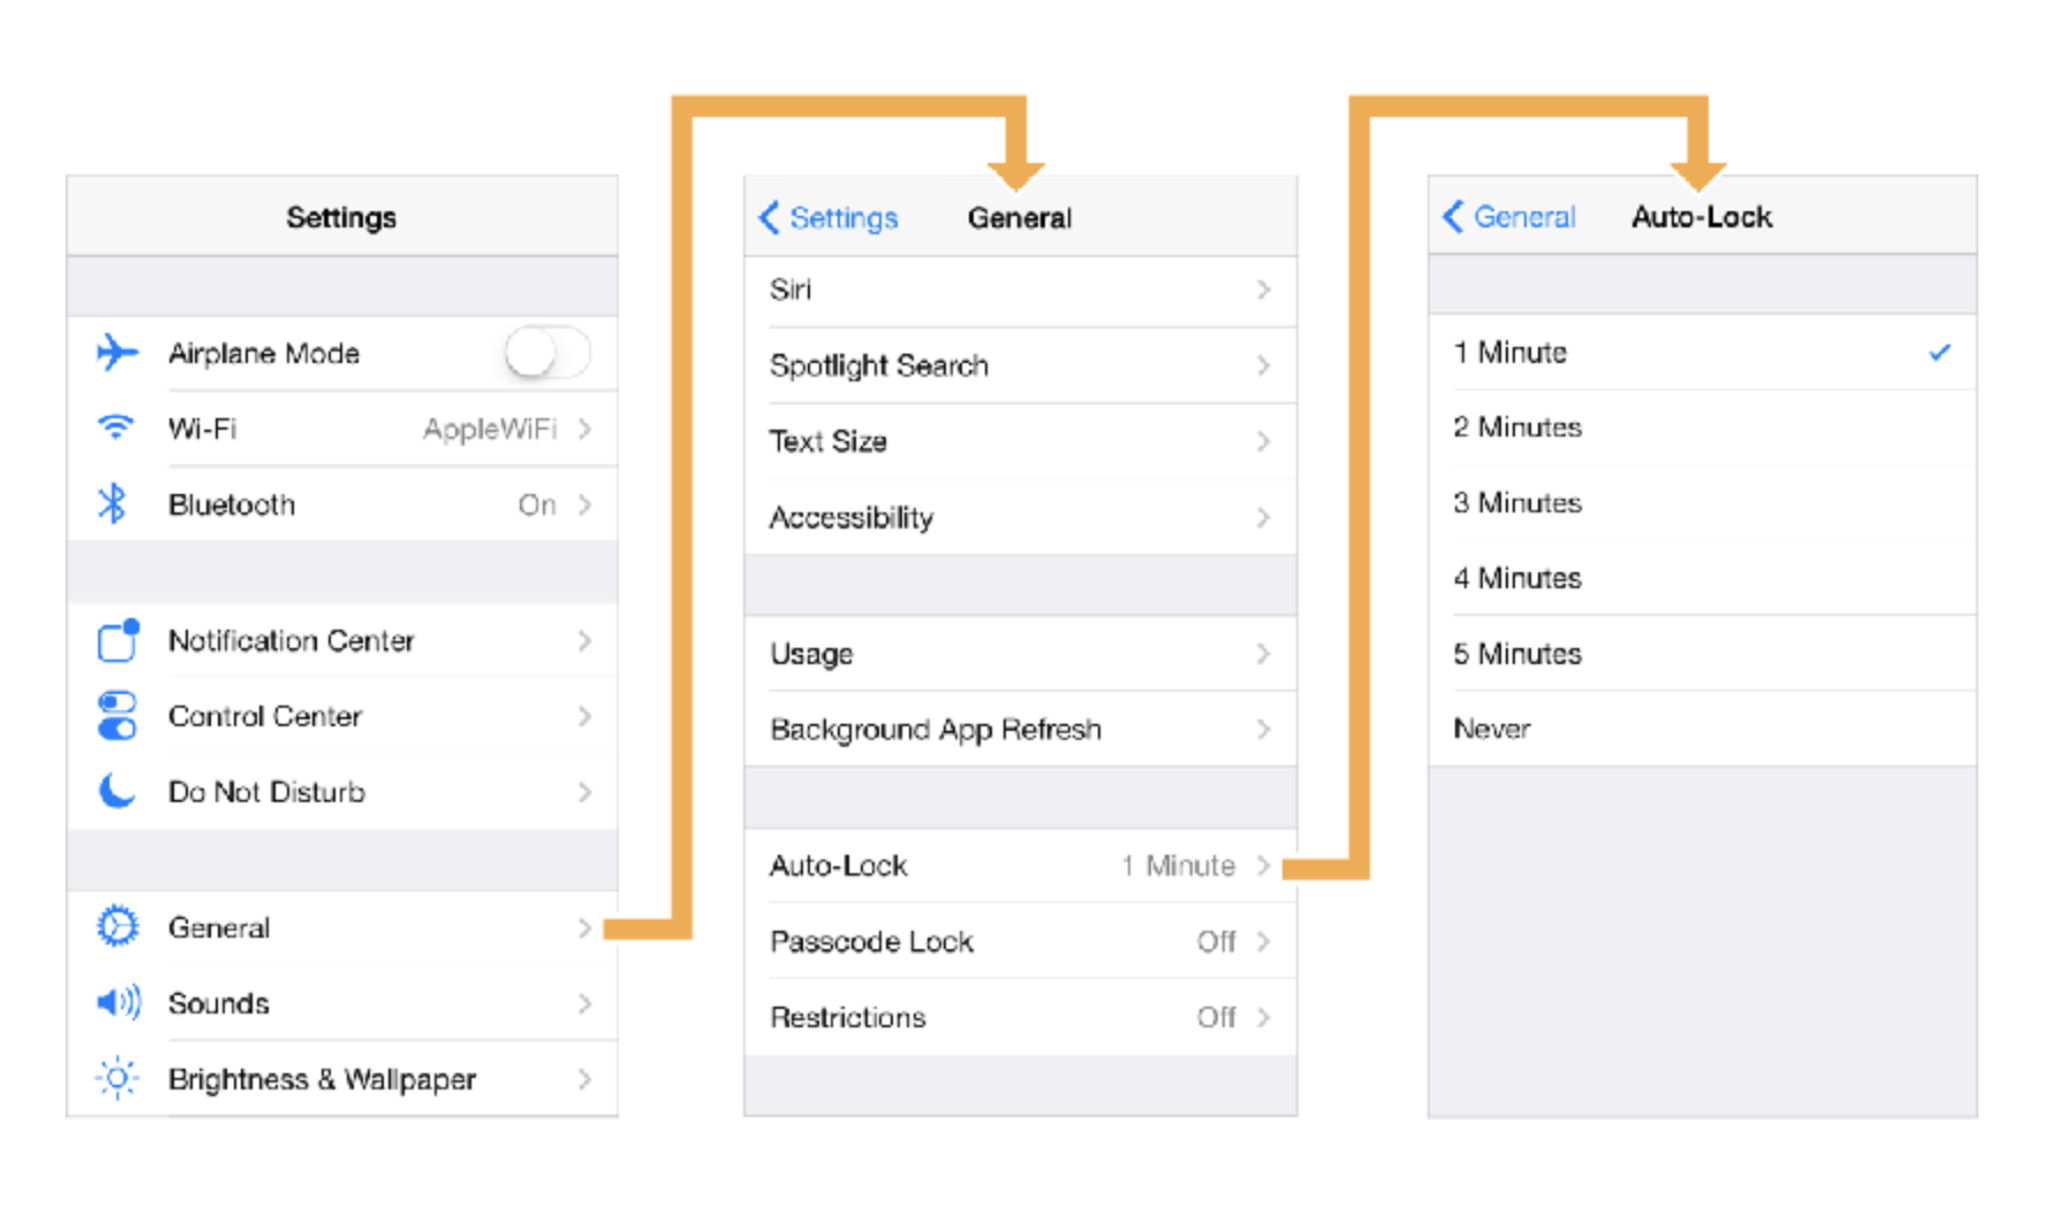 Settings
Airplane Mode
Wi-Fi AppleWiFi
Bluetooth On
Notification Center
Control Center
Do Not Disturb
General
Sounds
Brightness & Wallpaper
Settings General
Siri
Spotlight Search
Text Size
Accessibility
Usage
Background App Refresh
Auto-Lock 1 Minute
Passcode Lock Off
Restrictions Off
General Auto-Lock
1 Minute
2 Minutes
3 Minutes
4 Minutes
5 Minutes
Never